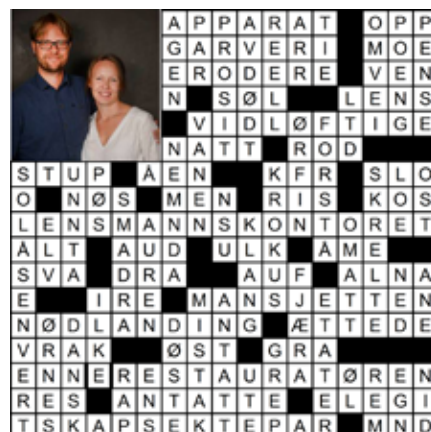 APPARAT OPP
GARVERI MOE
ERODERE VEN
N SØL LENS
VIDLØFTIGE
NATT ROD
STUP ÅEN KFR SLO
O NØS MEN RIS KOS
LENSMANNSKONTORET
ÅLT AUD ULK ÅME
SVA DRA AUF ALNA
E IRE MANSJETTEN
NØDLANDING ÆTTEDE
VRAK ØST GRA
ENNERESTAURATØREN
RES ANTATTE ELEGI
TSKAPSEKTEPAR MND